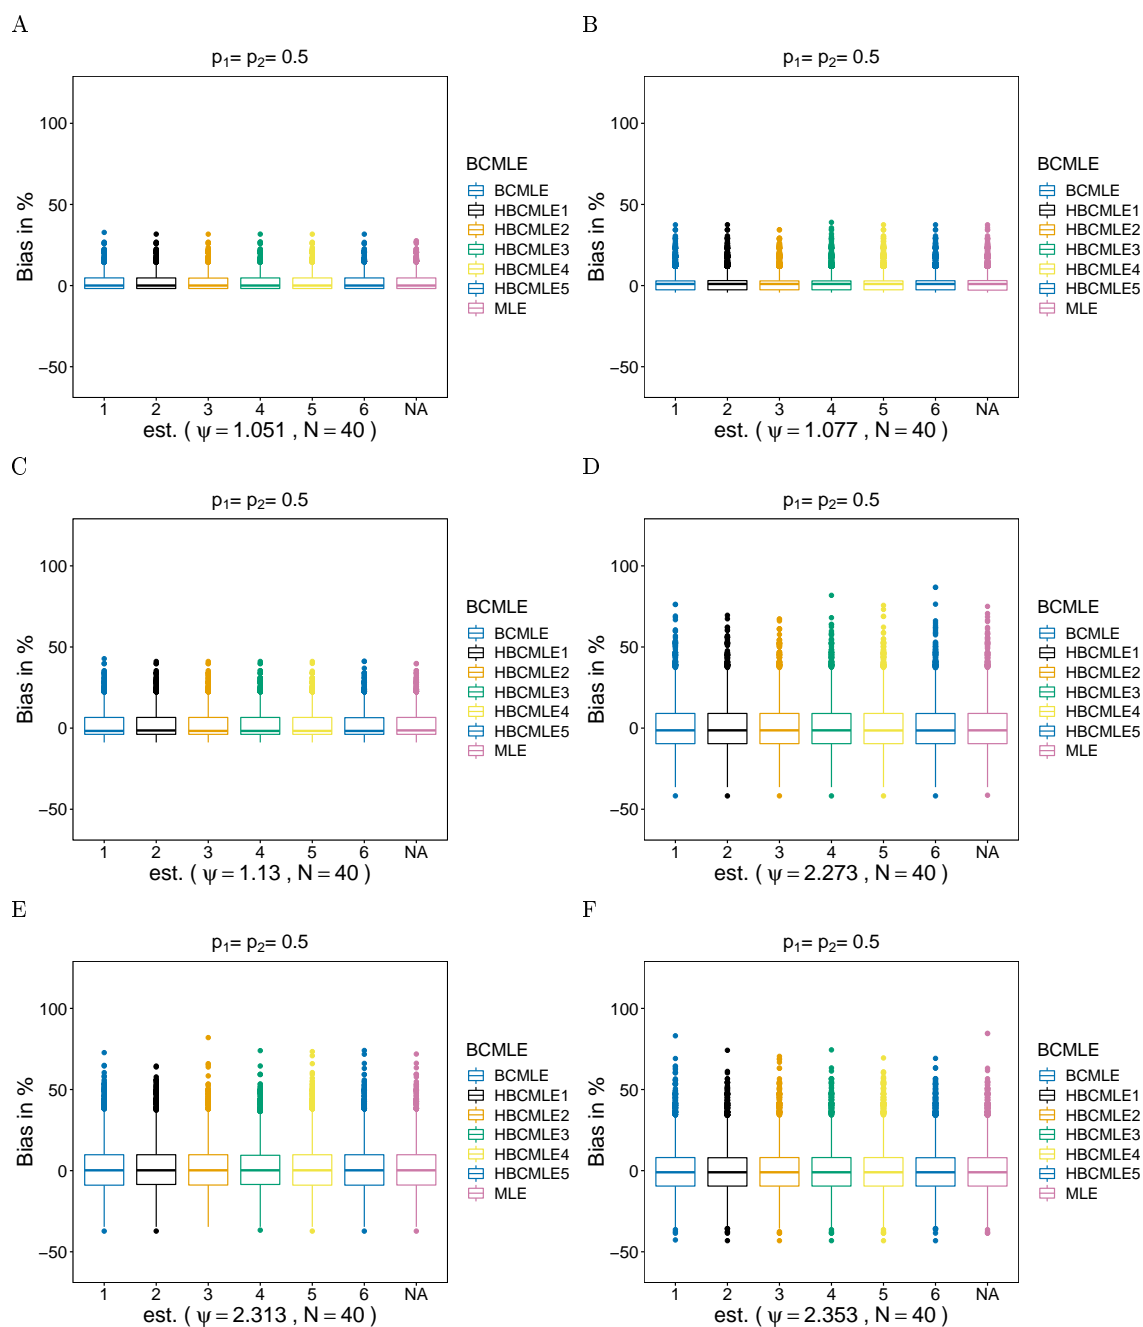 A
p1= p2= 0.5
Bias in %
100
50
0
−50
1 2 3 4 5 6 NA
est. ( ψ = 1.051 , N = 40 )
BCMLE
BCMLE
HBCMLE1
HBCMLE2
HBCMLE3
HBCMLE4
HBCMLE5
MLE
B
p1= p2= 0.5
Bias in %
100
50
0
−50
1 2 3 4 5 6 NA
est. ( ψ = 1.077 , N = 40 )
BCMLE
BCMLE
HBCMLE1
HBCMLE2
HBCMLE3
HBCMLE4
HBCMLE5
MLE
C
p1= p2= 0.5
Bias in %
100
50
0
−50
1 2 3 4 5 6 NA
est. ( ψ = 1.13 , N = 40 )
BCMLE
BCMLE
HBCMLE1
HBCMLE2
HBCMLE3
HBCMLE4
HBCMLE5
MLE
D
p1= p2= 0.5
Bias in %
100
50
0
−50
1 2 3 4 5 6 NA
est. ( ψ = 2.273 , N = 40 )
BCMLE
BCMLE
HBCMLE1
HBCMLE2
HBCMLE3
HBCMLE4
HBCMLE5
MLE
E
p1= p2= 0.5
Bias in %
100
50
0
−50
1 2 3 4 5 6 NA
est. ( ψ = 2.313 , N = 40 )
BCMLE
BCMLE
HBCMLE1
HBCMLE2
HBCMLE3
HBCMLE4
HBCMLE5
MLE
F
p1= p2= 0.5
Bias in %
100
50
0
−50
1 2 3 4 5 6 NA
est. ( ψ = 2.353 , N = 40 )
BCMLE
BCMLE
HBCMLE1
HBCMLE2
HBCMLE3
HBCMLE4
HBCMLE5
MLE